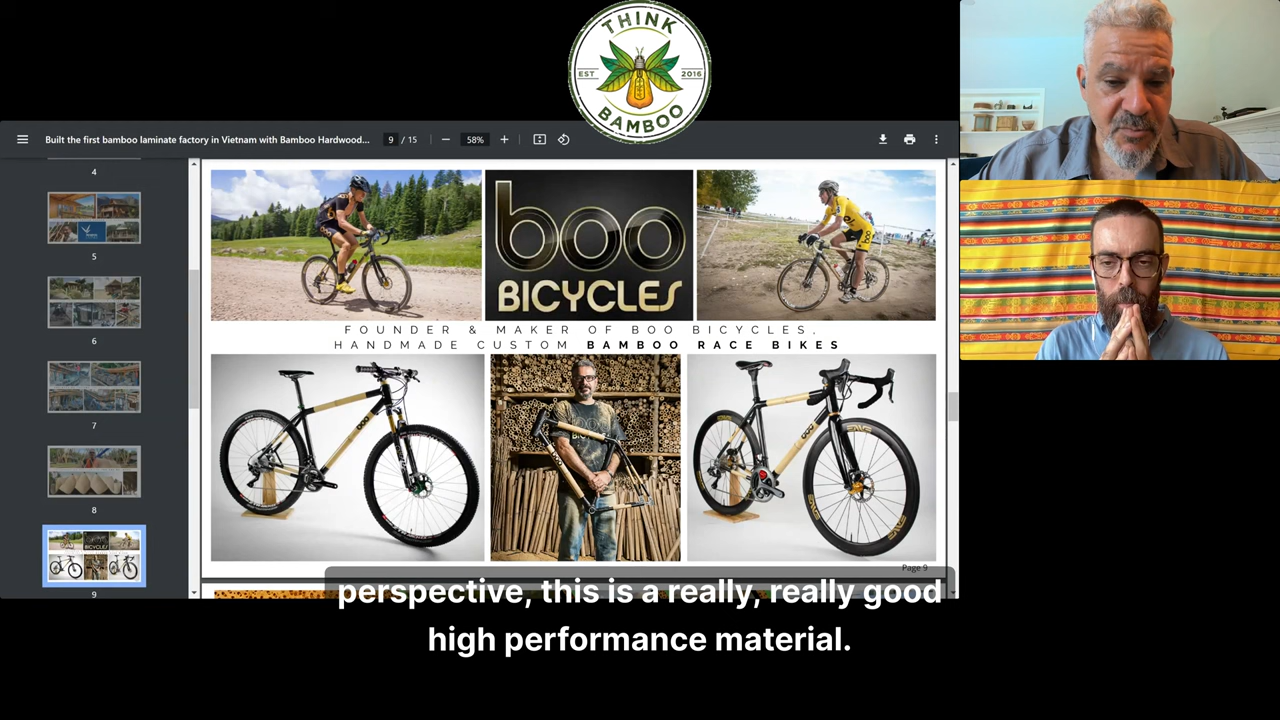 THINK
EST 2016
BAMBOO
Built the first bamboo laminate factory in Vietnam with Bamboo Hardwood...
9 / 15
58%
4
5
6
7
8
9
boo
BICYCLES
FOUNDER & MAKER OF BOO BICYCLES,
HANDMADE CUSTOM BAMBOO RACE BIKES
boo
boo
Page 9
perspective, this is a really, really good
high performance material.